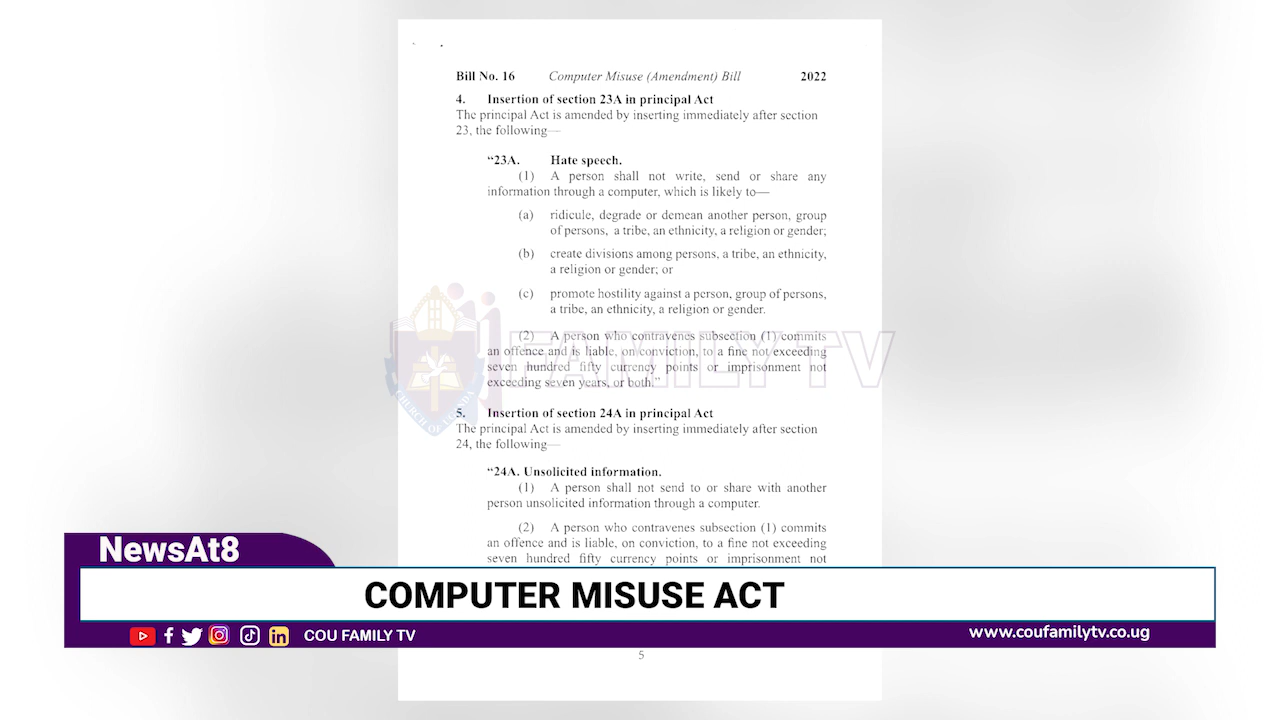 Bill No. 16 Computer Misuse (Amendment) Bill 2022
4. Insertion of section 23A in principal Act
The principal Act is amended by inserting immediately after section
23, the following—
“23A. Hate speech.
(1) A person shall not write, send or share any
information through a computer, which is likely to—
(a) ridicule, degrade or demean another person, group
of persons, a tribe, an ethnicity, a religion or gender;
(b) create divisions among persons, a tribe, an ethnicity,
a religion or gender; or
(c) promote hostility against a person, group of persons,
a tribe, an ethnicity, a religion or gender.
(2) A person who contravenes subsection (1) commits
an offence and is liable, on conviction, to a fine not exceeding
seven hundred fifty currency points or imprisonment not
exceeding seven years, or both.”
FAMILY TV
CHURCH OF UGANDA
5. Insertion of section 24A in principal Act
The principal Act is amended by inserting immediately after section
24, the following—
“24A. Unsolicited information.
(1) A person shall not send to or share with another
person unsolicited information through a computer.
(2) A person who contravenes subsection (1) commits
an offence and is liable, on conviction, to a fine not exceeding
seven hundred fifty currency points or imprisonment not
NewsAt8
COMPUTER MISUSE ACT
COU FAMILY TV
www.coufamilytv.co.ug
5